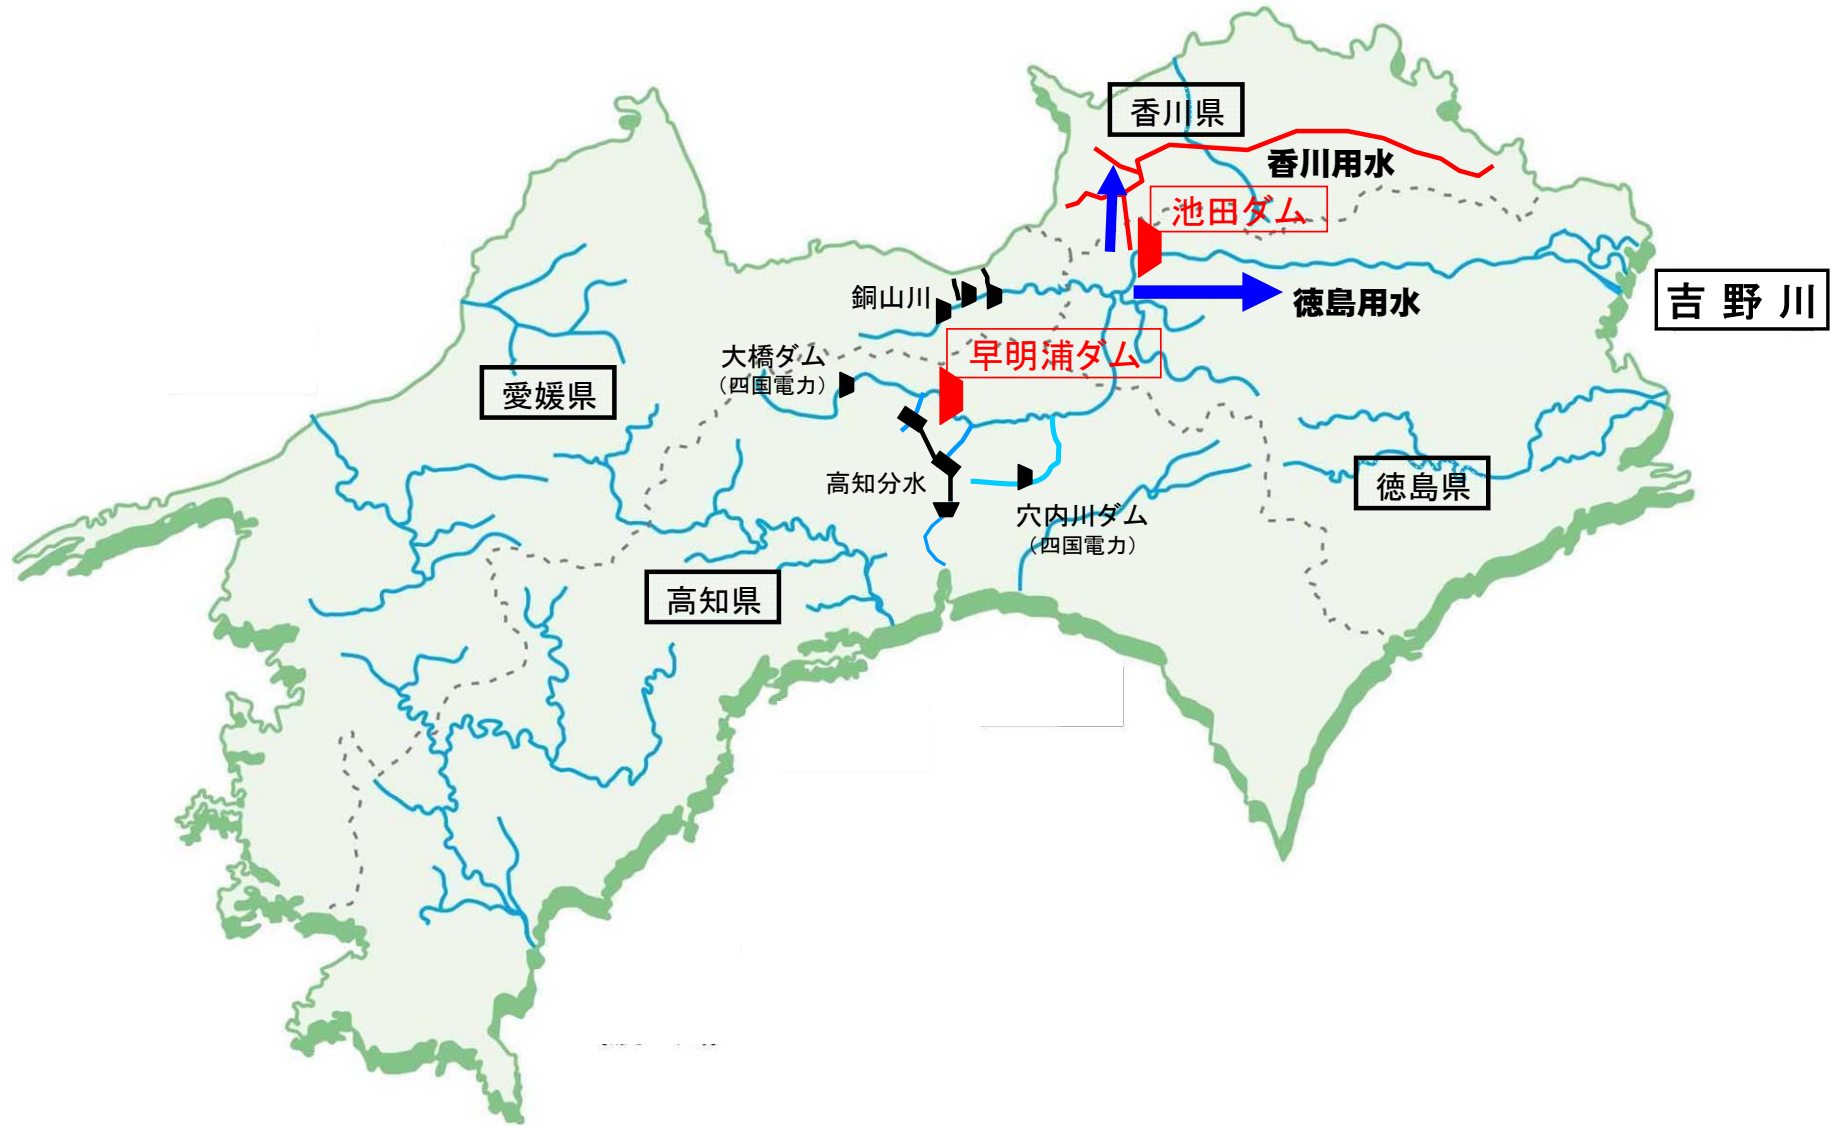 香川県
香川用水
池田ダム
吉野川
銅山川
徳島用水
早明浦ダム
大橋ダム
（四国電力）
愛媛県
高知分水
徳島県
穴内川ダム
（四国電力）
高知県